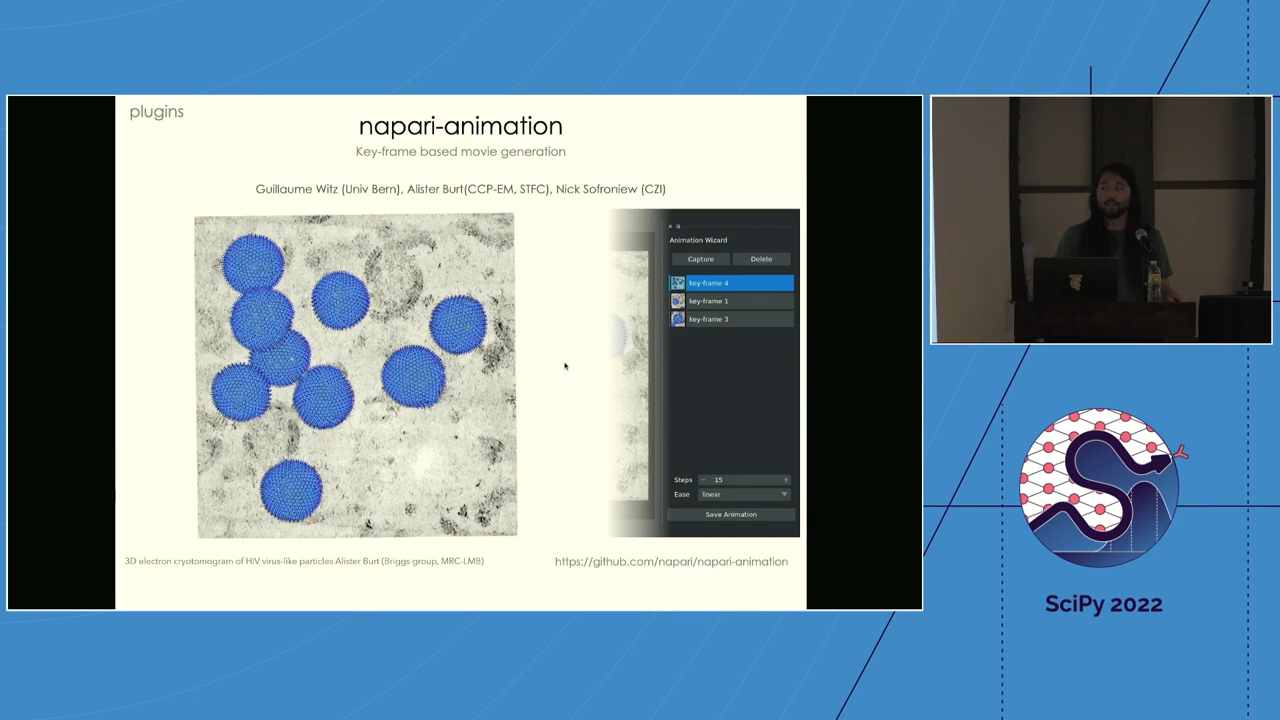 plugins
napari-animation
Key-frame based movie generation
Guillaume Witz (Univ Bern), Alister Burt(CCP-EM, STFC), Nick Sofroniew (CZI)
Animation Wizard
Capture
Delete
key-frame 4
key-frame 1
key-frame 3
Steps
15
Ease
linear
Save Animation
3D electron cryotomogram of HIV virus-like particles Alister Burt (Briggs group, MRC-LMB)
https://github.com/napari/napari-animation
SciPy 2022